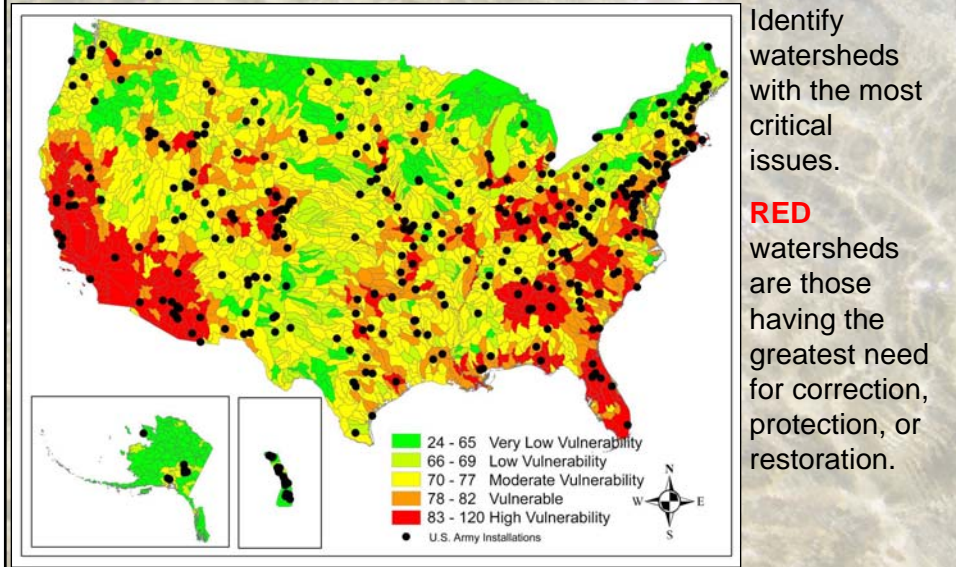 Identify
watersheds
with the most
critical
issues.
RED
watersheds
are those
having the
greatest need
for correction,
protection, or
restoration.
24 - 65 Very Low Vulnerability
66 - 69 Low Vulnerability
70 - 77 Moderate Vulnerability
78 - 82 Vulnerable
83 - 120 High Vulnerability
U.S. Army Installations
N
W E
S